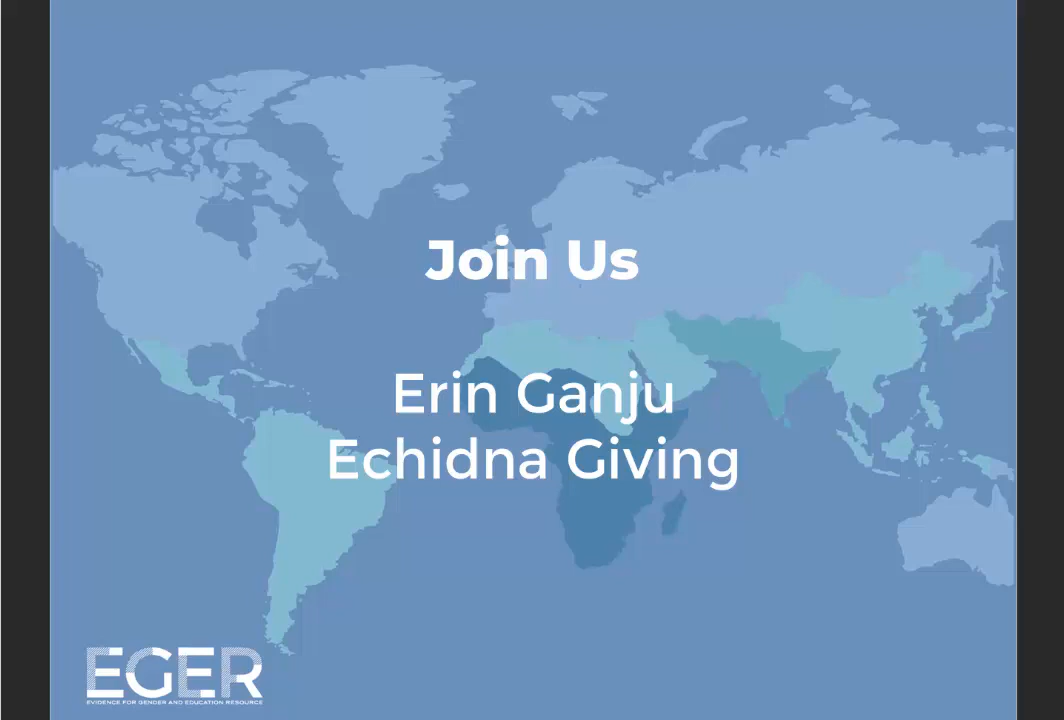 Join Us
Erin Ganju
Echidna Giving
EGER
EVIDENCE FOR GENDER AND EDUCATION RESOURCE